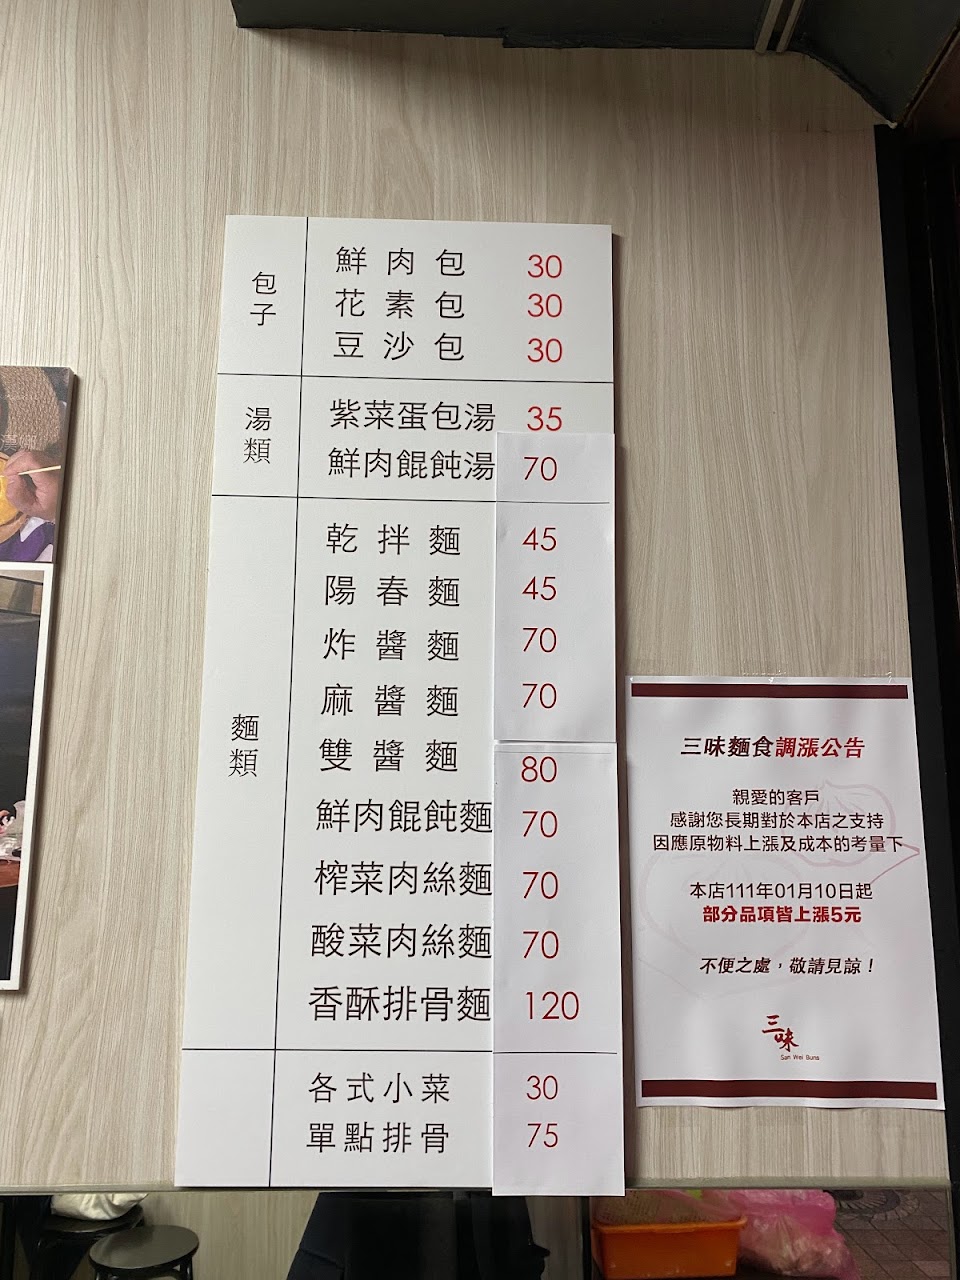 包子
鮮肉包 30
花素包 30
豆沙包 30
湯類
紫菜蛋包湯 35
鮮肉餛飩湯 70
麵類
乾拌麵 45
陽春麵 45
炸醬麵 70
麻醬麵 70
雙醬麵 80
鮮肉餛飩麵 70
榨菜肉絲麵 70
酸菜肉絲麵 70
香酥排骨麵 120
各式小菜 30
單點排骨 75
三味麵食調漲公告
親愛的客戶
感謝您長期對於本店之支持
因應原物料上漲及成本的考量下
本店111年01月10日起
部分品項皆上漲5元
不便之處，敬請見諒！
三味
San Wei Buns